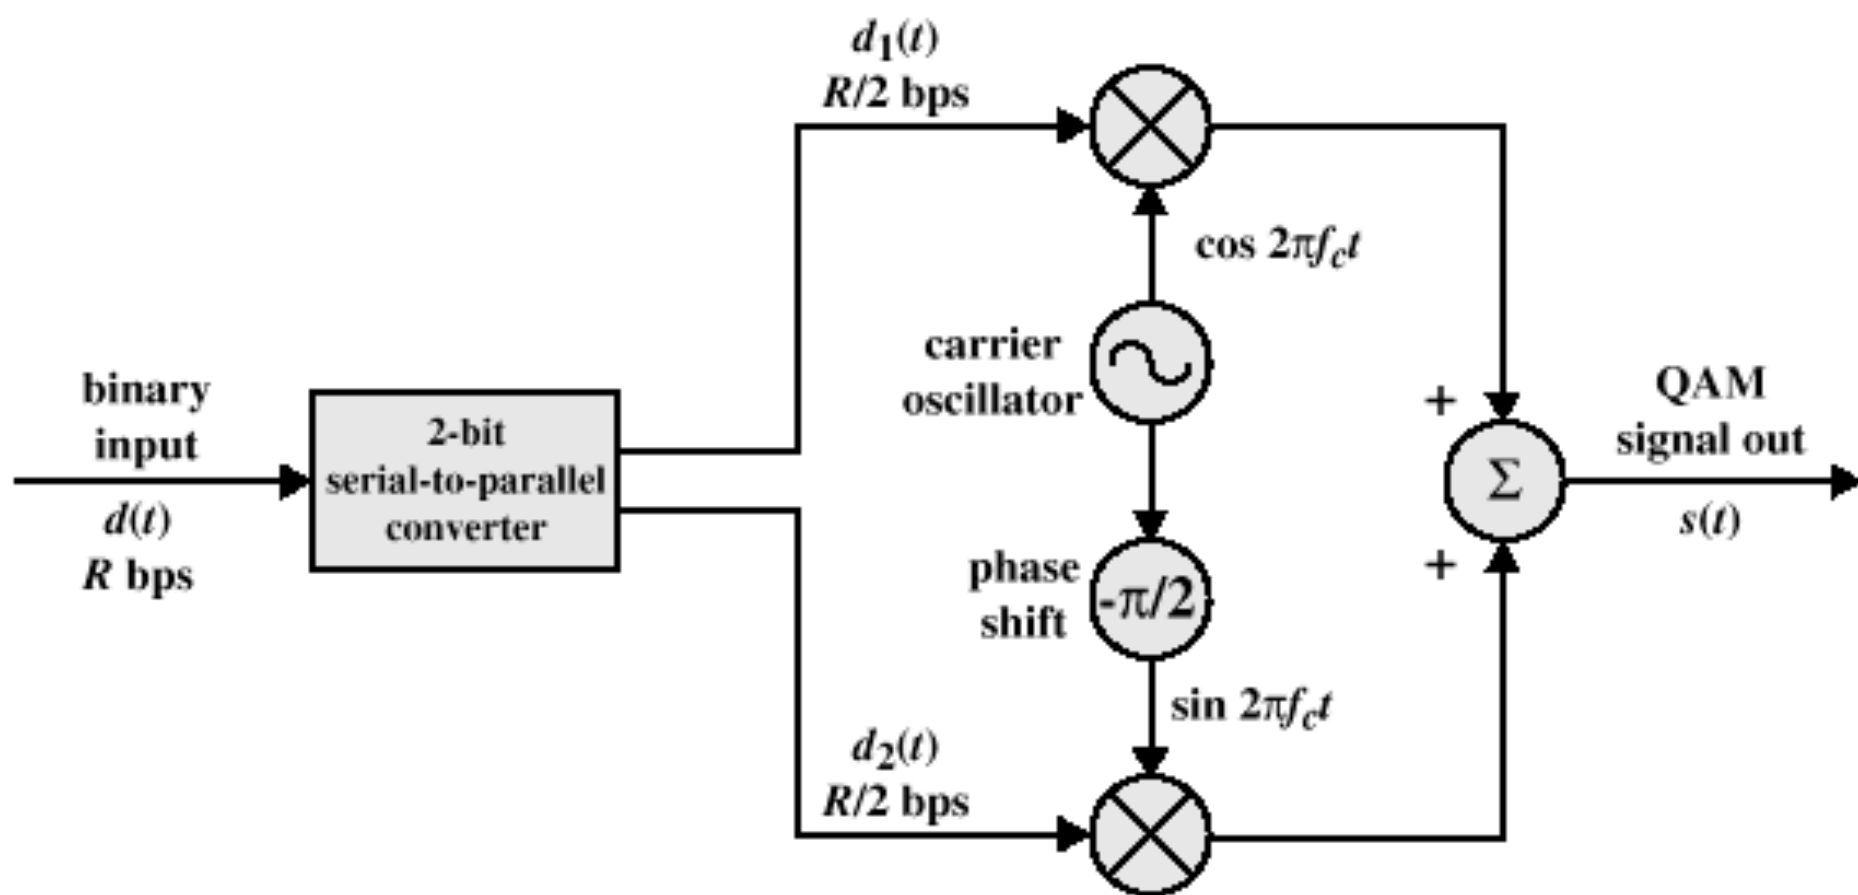 binary
input
d(t)
R bps
2-bit
serial-to-parallel
converter
d1(t)
R/2 bps
cos 2πfct
carrier
oscillator
phase
shift
-π/2
sin 2πfct
d2(t)
R/2 bps
+
Σ
+
QAM
signal out
s(t)